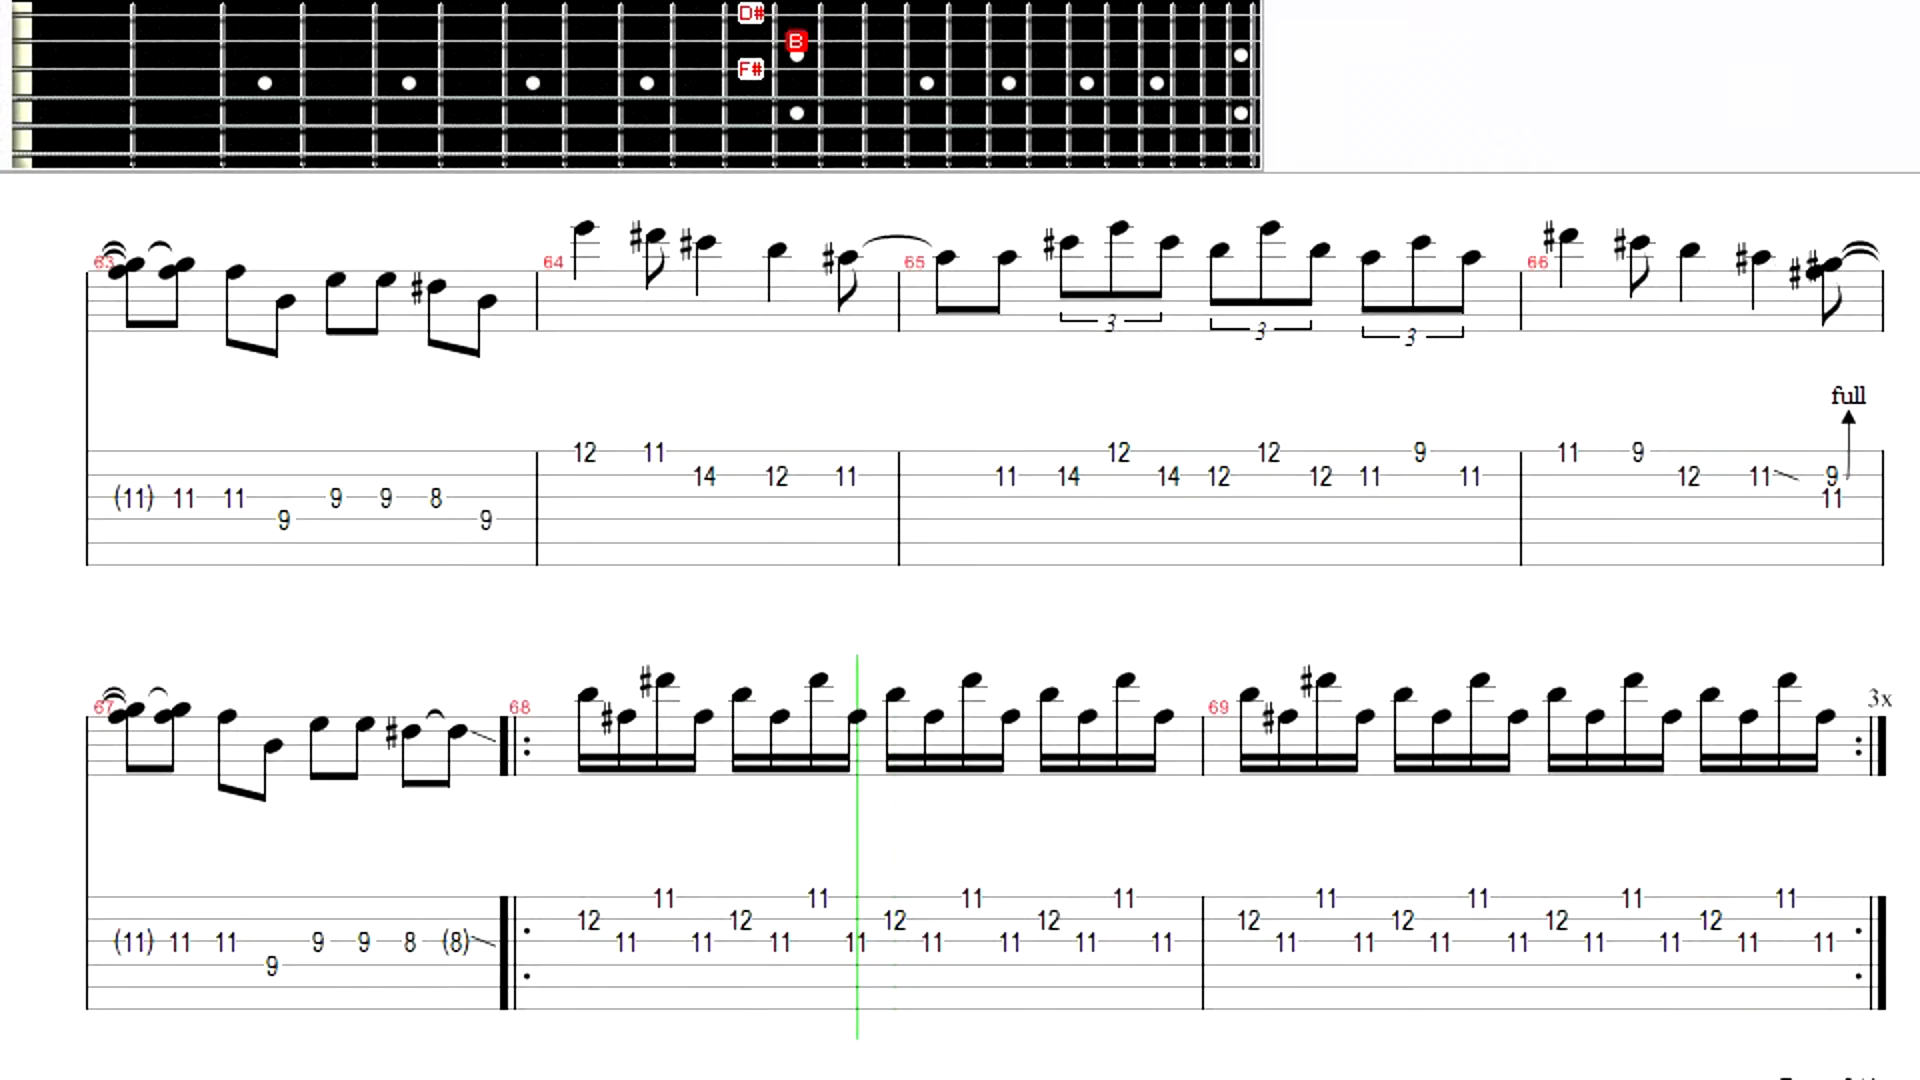 D#
B
F#
63 64 65 66
3 3 3
full
12 11 12 12 9 11 9
14 12 11 11 14 14 12 12 11 11 12 11 9
(11) 11 11 9 9 8 11
9 9
67 68 69 3x
11 11 11 11 11 11 11 11
12 12 12 12 12 12 12 12
(11) 11 11 9 9 8 (8) 11 11 11 11 11 11 11 11 11 11 11 11 11 11 11 11
9